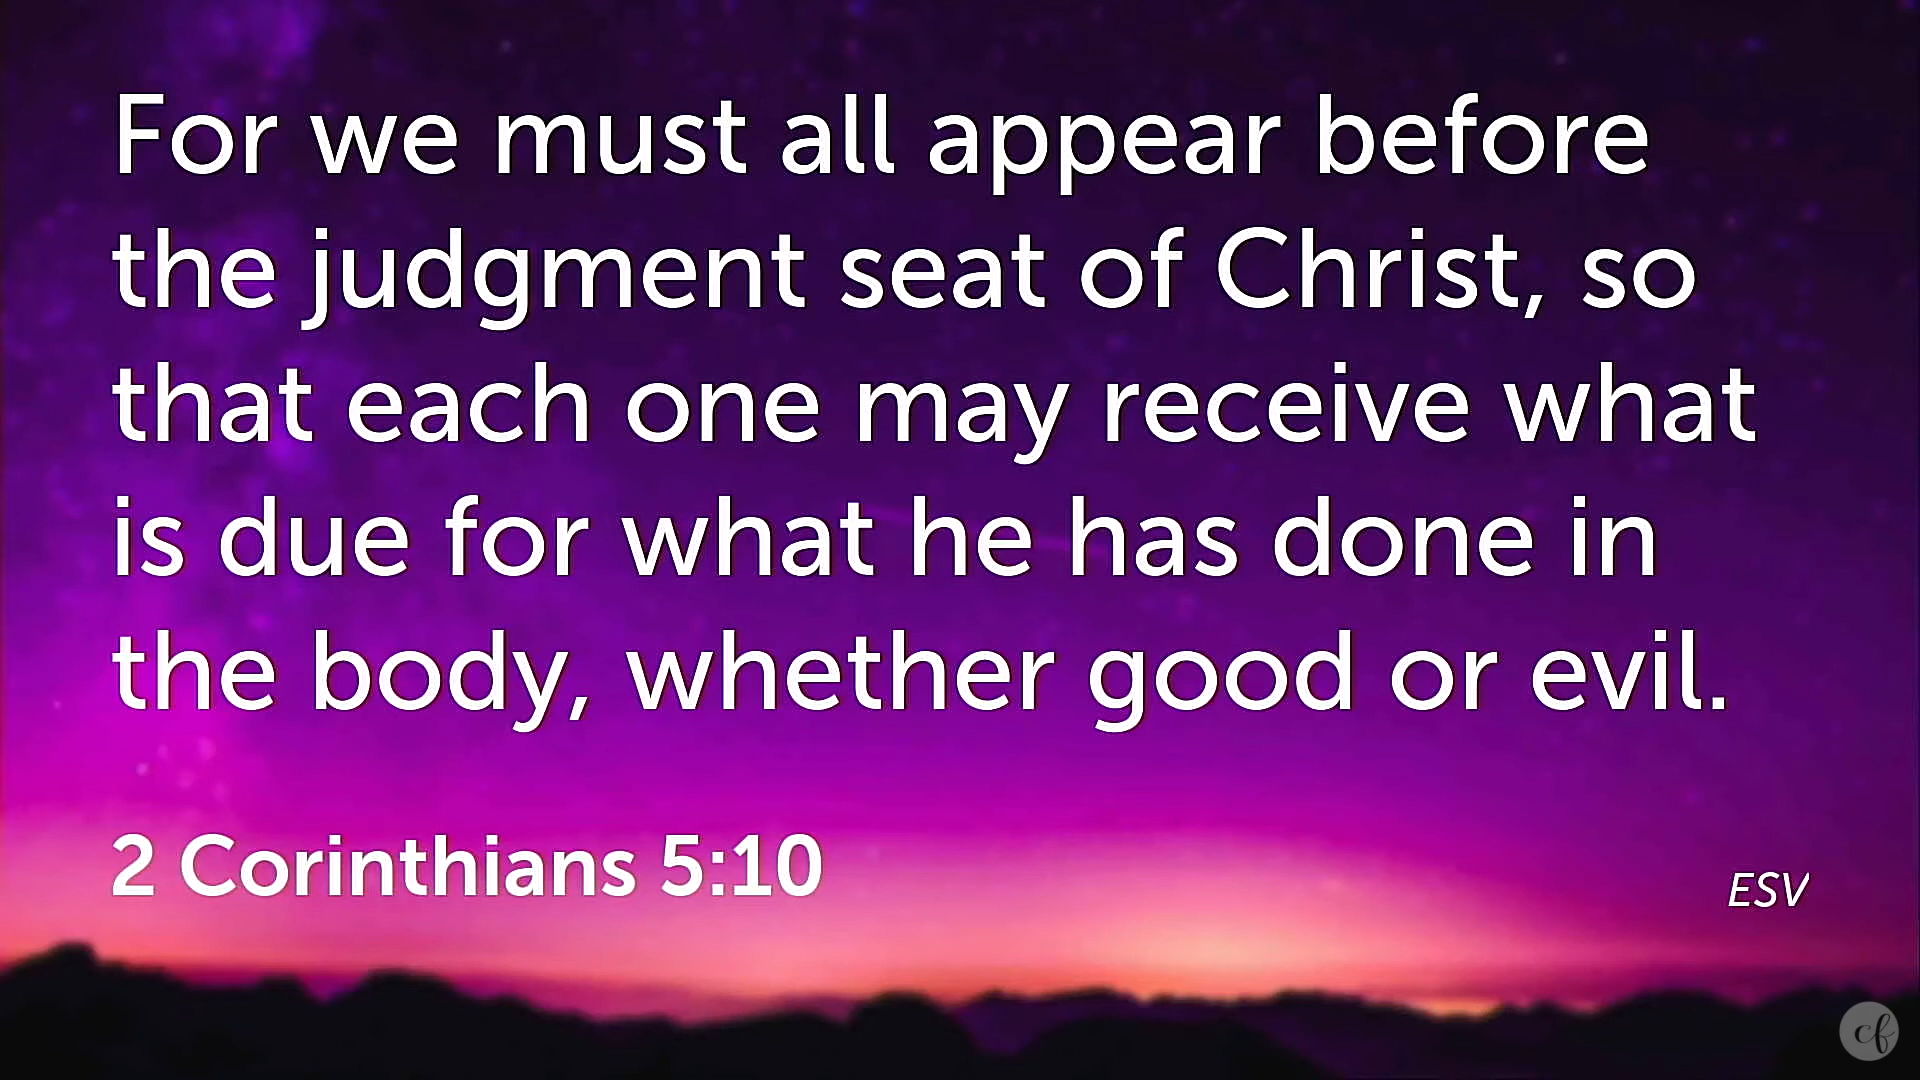 For we must all appear before
the judgment seat of Christ, so
that each one may receive what
is due for what he has done in
the body, whether good or evil.
2 Corinthians 5:10
ESV
cf